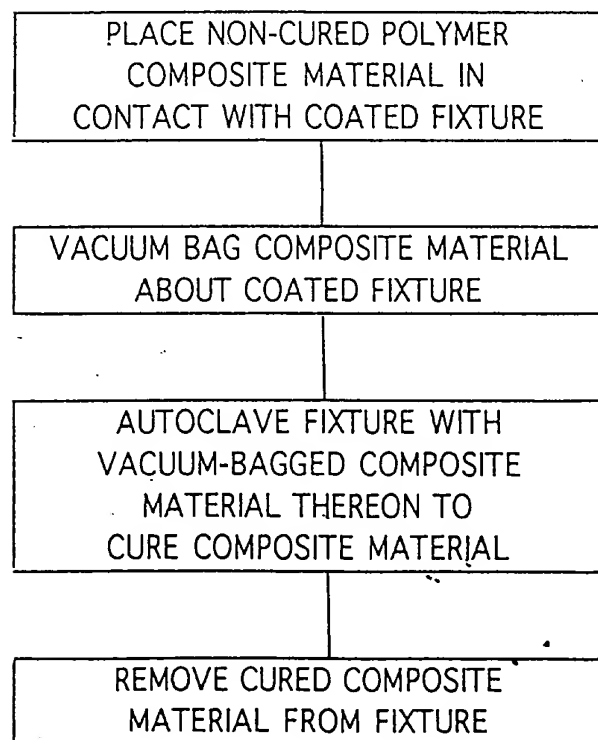 PLACE NON-CURED POLYMER
COMPOSITE MATERIAL IN
CONTACT WITH COATED FIXTURE
VACUUM BAG COMPOSITE MATERIAL
ABOUT COATED FIXTURE
AUTOCLAVE FIXTURE WITH
VACUUM-BAGGED COMPOSITE
MATERIAL THEREON TO
CURE COMPOSITE MATERIAL
REMOVE CURED COMPOSITE
MATERIAL FROM FIXTURE